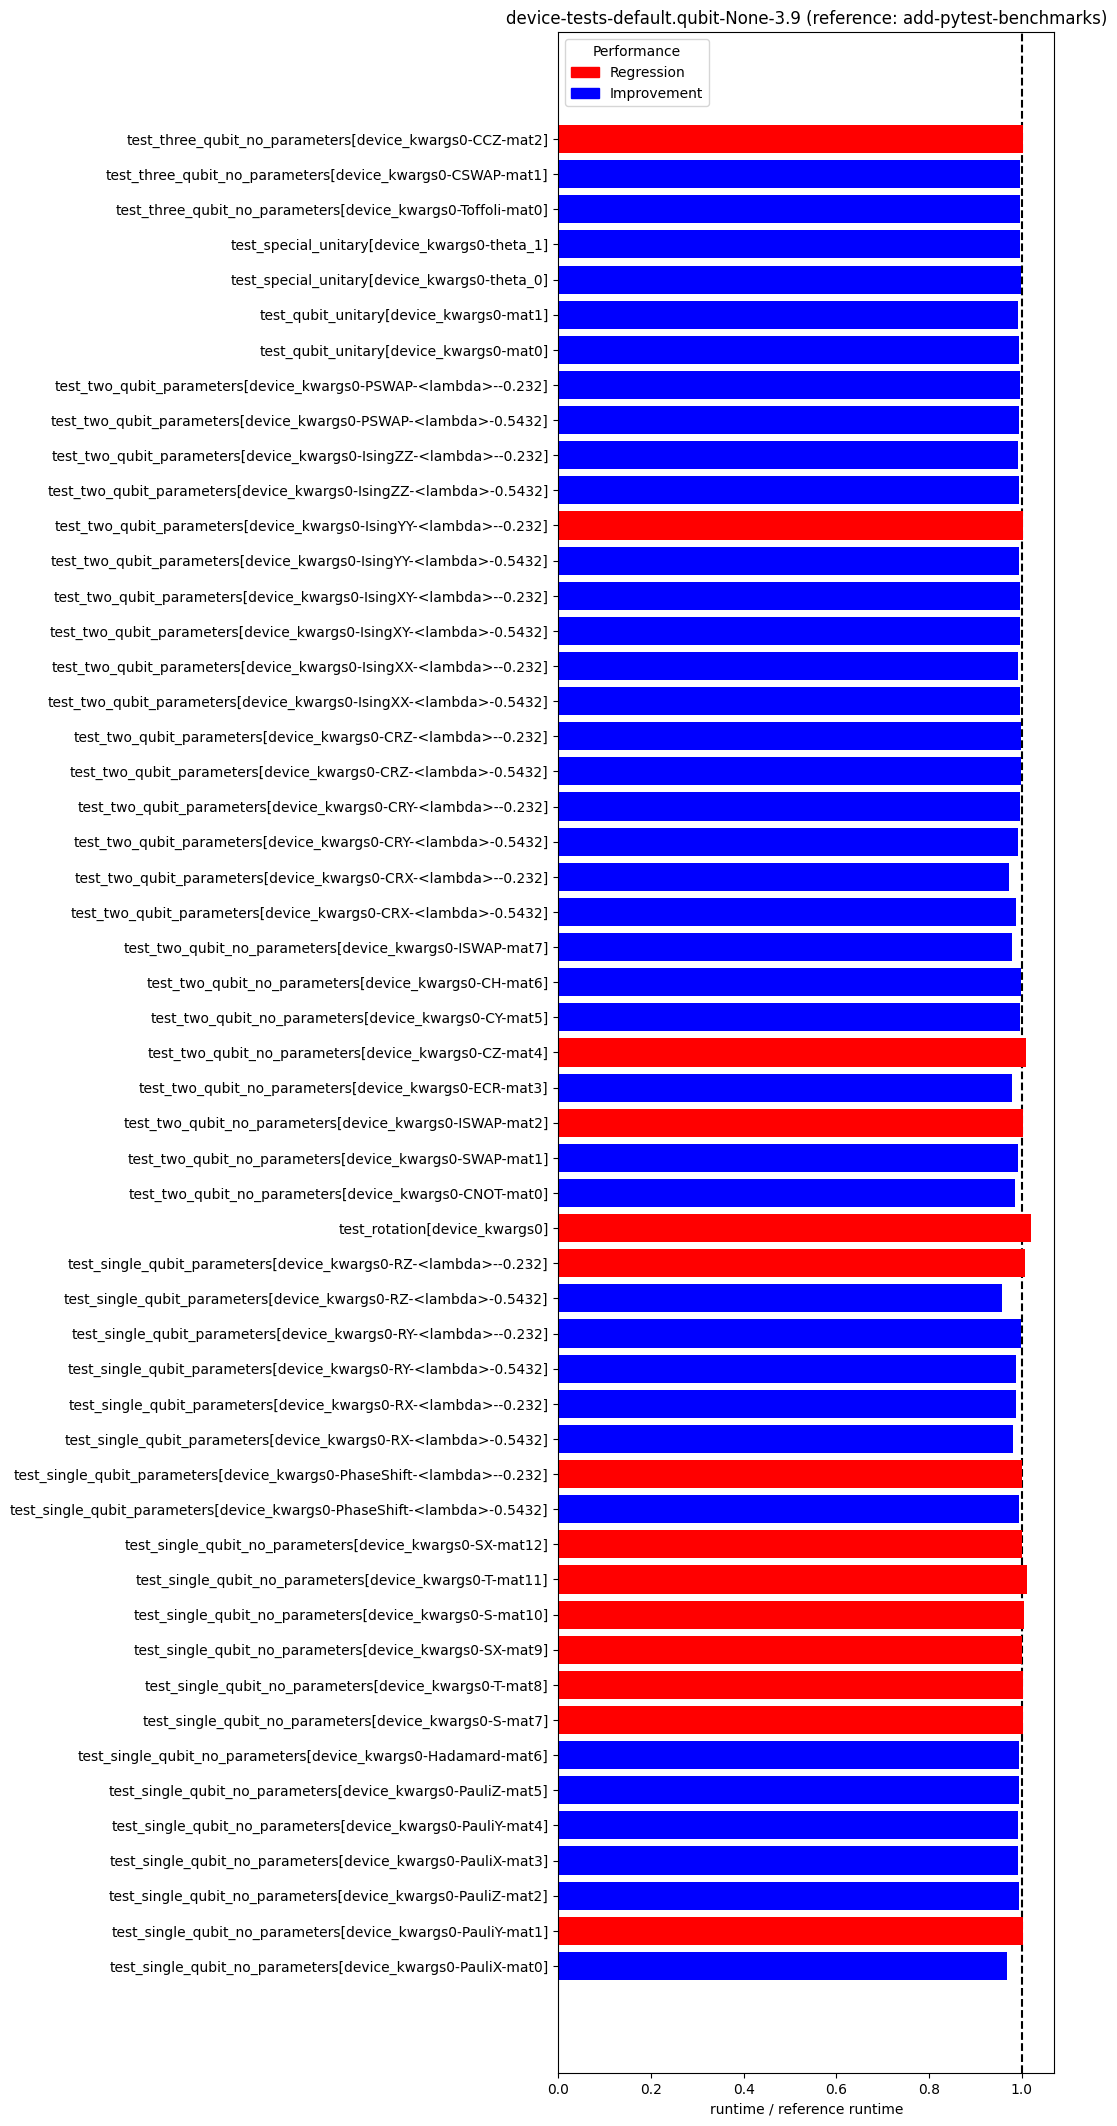 device-tests-default.qubit-None-3.9 (reference: add-pytest-benchmarks)
Performance
Regression
Improvement
test_three_qubit_no_parameters[device_kwargs0-CCZ-mat2]
test_three_qubit_no_parameters[device_kwargs0-CSWAP-mat1]
test_three_qubit_no_parameters[device_kwargs0-Toffoli-mat0]
test_special_unitary[device_kwargs0-theta_1]
test_special_unitary[device_kwargs0-theta_0]
test_qubit_unitary[device_kwargs0-mat1]
test_qubit_unitary[device_kwargs0-mat0]
test_two_qubit_parameters[device_kwargs0-PSWAP-<lambda>--0.232]
test_two_qubit_parameters[device_kwargs0-PSWAP-<lambda>-0.5432]
test_two_qubit_parameters[device_kwargs0-IsingZZ-<lambda>--0.232]
test_two_qubit_parameters[device_kwargs0-IsingZZ-<lambda>-0.5432]
test_two_qubit_parameters[device_kwargs0-IsingYY-<lambda>--0.232]
test_two_qubit_parameters[device_kwargs0-IsingYY-<lambda>-0.5432]
test_two_qubit_parameters[device_kwargs0-IsingXY-<lambda>--0.232]
test_two_qubit_parameters[device_kwargs0-IsingXY-<lambda>-0.5432]
test_two_qubit_parameters[device_kwargs0-IsingXX-<lambda>--0.232]
test_two_qubit_parameters[device_kwargs0-IsingXX-<lambda>-0.5432]
test_two_qubit_parameters[device_kwargs0-CRZ-<lambda>--0.232]
test_two_qubit_parameters[device_kwargs0-CRZ-<lambda>-0.5432]
test_two_qubit_parameters[device_kwargs0-CRY-<lambda>--0.232]
test_two_qubit_parameters[device_kwargs0-CRY-<lambda>-0.5432]
test_two_qubit_parameters[device_kwargs0-CRX-<lambda>--0.232]
test_two_qubit_parameters[device_kwargs0-CRX-<lambda>-0.5432]
test_two_qubit_no_parameters[device_kwargs0-ISWAP-mat7]
test_two_qubit_no_parameters[device_kwargs0-CH-mat6]
test_two_qubit_no_parameters[device_kwargs0-CY-mat5]
test_two_qubit_no_parameters[device_kwargs0-CZ-mat4]
test_two_qubit_no_parameters[device_kwargs0-ECR-mat3]
test_two_qubit_no_parameters[device_kwargs0-ISWAP-mat2]
test_two_qubit_no_parameters[device_kwargs0-SWAP-mat1]
test_two_qubit_no_parameters[device_kwargs0-CNOT-mat0]
test_rotation[device_kwargs0]
test_single_qubit_parameters[device_kwargs0-RZ-<lambda>--0.232]
test_single_qubit_parameters[device_kwargs0-RZ-<lambda>-0.5432]
test_single_qubit_parameters[device_kwargs0-RY-<lambda>--0.232]
test_single_qubit_parameters[device_kwargs0-RY-<lambda>-0.5432]
test_single_qubit_parameters[device_kwargs0-RX-<lambda>--0.232]
test_single_qubit_parameters[device_kwargs0-RX-<lambda>-0.5432]
test_single_qubit_parameters[device_kwargs0-PhaseShift-<lambda>--0.232]
test_single_qubit_parameters[device_kwargs0-PhaseShift-<lambda>-0.5432]
test_single_qubit_no_parameters[device_kwargs0-SX-mat12]
test_single_qubit_no_parameters[device_kwargs0-T-mat11]
test_single_qubit_no_parameters[device_kwargs0-S-mat10]
test_single_qubit_no_parameters[device_kwargs0-SX-mat9]
test_single_qubit_no_parameters[device_kwargs0-T-mat8]
test_single_qubit_no_parameters[device_kwargs0-S-mat7]
test_single_qubit_no_parameters[device_kwargs0-Hadamard-mat6]
test_single_qubit_no_parameters[device_kwargs0-PauliZ-mat5]
test_single_qubit_no_parameters[device_kwargs0-PauliY-mat4]
test_single_qubit_no_parameters[device_kwargs0-PauliX-mat3]
test_single_qubit_no_parameters[device_kwargs0-PauliZ-mat2]
test_single_qubit_no_parameters[device_kwargs0-PauliY-mat1]
test_single_qubit_no_parameters[device_kwargs0-PauliX-mat0]
0.0 0.2 0.4 0.6 0.8 1.0
runtime / reference runtime